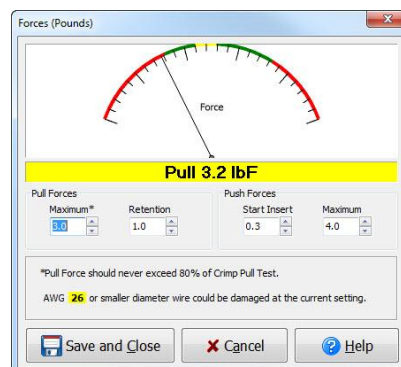 Forces (Pounds)
Force
Pull 3.2 lbF
Pull Forces
Push Forces
Maximum* Retention Start Insert Maximum
3.0 1.0 0.3 4.0
*Pull Force should never exceed 80% of Crimp Pull Test.
AWG 26 or smaller diameter wire could be damaged at the current setting.
Save and Close Cancel Help